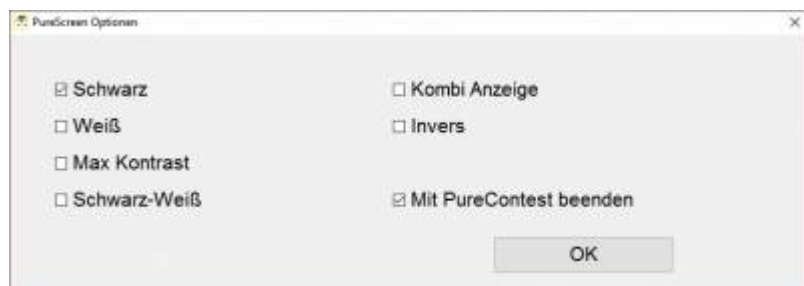 PureScreen Optionen
Schwarz
Kombi Anzeige
Weiß
Invers
Max Kontrast
Schwarz-Weiß
Mit PureContest beenden
OK